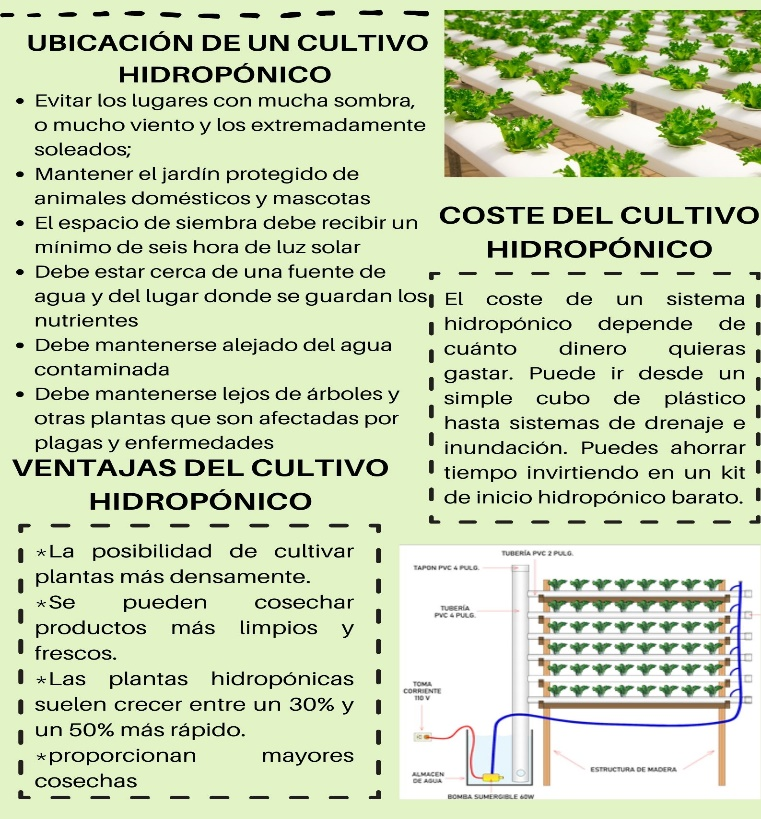 UBICACIÓN DE UN CULTIVO
HIDROPÓNICO
• Evitar los lugares con mucha sombra,
o mucho viento y los extremadamente
soleados;
• Mantener el jardín protegido de
animales domésticos y mascotas
• El espacio de siembra debe recibir un
mínimo de seis hora de luz solar
• Debe estar cerca de una fuente de
agua y del lugar donde se guardan los
nutrientes
• Debe mantenerse alejado del agua
contaminada
• Debe mantenerse lejos de árboles y
otras plantas que son afectadas por
plagas y enfermedades
VENTAJAS DEL CULTIVO
HIDROPÓNICO
*La posibilidad de cultivar
plantas más densamente.
*Se pueden cosechar
productos más limpios y
frescos.
*Las plantas hidropónicas
suelen crecer entre un 30% y
un 50% más rápido.
*proporcionan mayores
cosechas
COSTE DEL CULTIVO
HIDROPÓNICO
El coste de un sistema
hidropónico depende de
cuánto dinero quieras
gastar. Puede ir desde un
simple cubo de plástico
hasta sistemas de drenaje e
inundación. Puedes ahorrar
tiempo invirtiendo en un kit
de inicio hidropónico barato.
TUBERÍA PVC 2 PULG.
TAPON PVC 4 PULG.
TUBERÍA
PVC 4 PULG.
TOMA
CORRIENTE
110 V
ALMACEN
DE AGUA
ESTRUCTURA DE MADERA
BOMBA SUMERGIBLE 60W